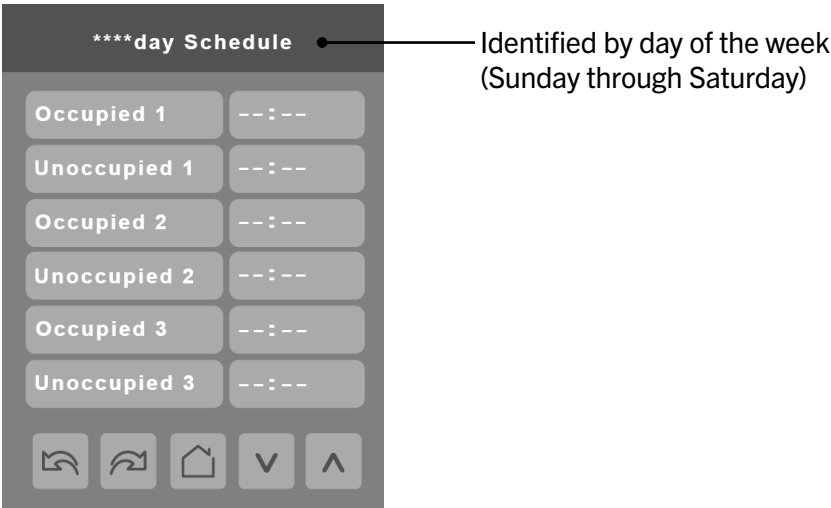 ****day Schedule
Identified by day of the week
(Sunday through Saturday)
Occupied 1 --:--
Unoccupied 1 --:--
Occupied 2 --:--
Unoccupied 2 --:--
Occupied 3 --:--
Unoccupied 3 --:--